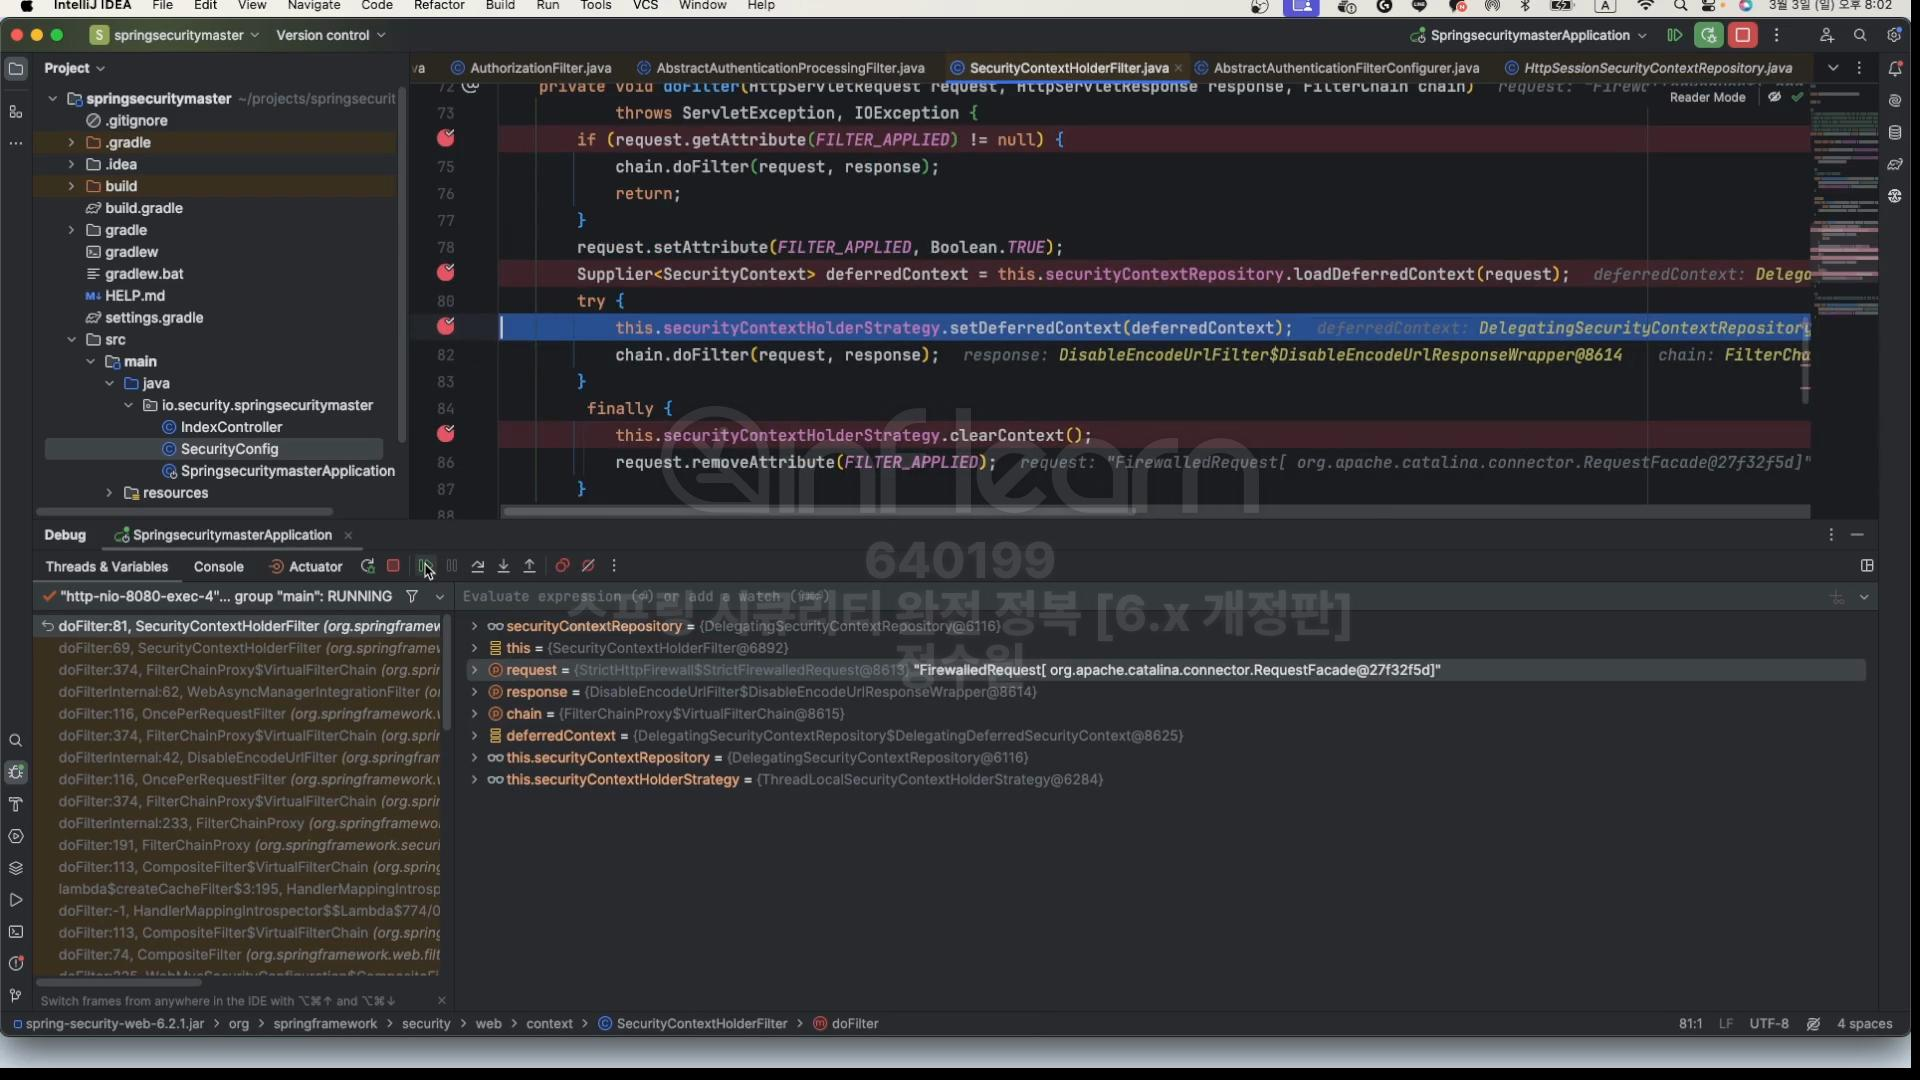 IntelliJ IDEA File Edit View Navigate Code Refactor Build Run Tools VCS Window Help A 3월 3일 (일) 오후 8:02
S springsecuritymaster Version control SpringsecuritymasterApplication
Project va AuthorizationFilter.java AbstractAuthenticationProcessingFilter.java SecurityContextHolderFilter.java AbstractAuthenticationFilterConfigurer.java HttpSessionSecurityContextRepository.java
springsecuritymaster ~/projects/springsecurit
.gitignore
.gradle
.idea
build
build.gradle
gradle
gradlew
gradlew.bat
M↓ HELP.md
settings.gradle
src
main
java
io.security.springsecuritymaster
IndexController
SecurityConfig
SpringsecuritymasterApplication
resources
72 private void doFilter(HttpServletRequest request, HttpServletResponse response, FilterChain chain)
Reader Mode
73 throws ServletException, IOException {
if (request.getAttribute(FILTER_APPLIED) != null) {
75 chain.doFilter(request, response);
76 return;
77 }
78 request.setAttribute(FILTER_APPLIED, Boolean.TRUE);
Supplier<SecurityContext> deferredContext = this.securityContextRepository.loadDeferredContext(request); deferredContext: Delega
80 try {
this.securityContextHolderStrategy.setDeferredContext(deferredContext); deferredContext: DelegatingSecurityContextRepository
82 chain.doFilter(request, response); response: DisableEncodeUrlFilter$DisableEncodeUrlResponseWrapper@8614 chain: FilterCha
83 }
84 finally {
this.securityContextHolderStrategy.clearContext();
86 request.removeAttribute(FILTER_APPLIED); request: "FirewalledRequest[ org.apache.catalina.connector.RequestFacade@27f32f5d]"
87 }
88
inflearn
640199
스프링 시큐리티 완전 정복 [6.x 개정판]
정수원
Debug SpringsecuritymasterApplication
Threads & Variables Console Actuator
"http-nio-8080-exec-4"... group "main": RUNNING
Evaluate expression (⏎) or add a watch (⇧⌘⏎)
doFilter:81, SecurityContextHolderFilter (org.springframew
doFilter:69, SecurityContextHolderFilter (org.springframew
doFilter:374, FilterChainProxy$VirtualFilterChain (org.sprir
doFilterInternal:62, WebAsyncManagerIntegrationFilter (or
doFilter:116, OncePerRequestFilter (org.springframework.v
doFilter:374, FilterChainProxy$VirtualFilterChain (org.sprir
doFilterInternal:42, DisableEncodeUrlFilter (org.springfram
doFilter:116, OncePerRequestFilter (org.springframework.v
doFilter:374, FilterChainProxy$VirtualFilterChain (org.sprir
doFilterInternal:233, FilterChainProxy (org.springframewo
doFilter:191, FilterChainProxy (org.springframework.securi
doFilter:113, CompositeFilter$VirtualFilterChain (org.spring
lambda$createCacheFilter$3:195, HandlerMappingIntrosp
doFilter:-1, HandlerMappingIntrospector$$Lambda$774/0
doFilter:113, CompositeFilter$VirtualFilterChain (org.spring
doFilter:74, CompositeFilter (org.springframework.web.filt
securityContextRepository = {DelegatingSecurityContextRepository@6116}
this = {SecurityContextHolderFilter@6892}
request = {StrictHttpFirewall$StrictFirewalledRequest@8613} "FirewalledRequest[ org.apache.catalina.connector.RequestFacade@27f32f5d]"
response = {DisableEncodeUrlFilter$DisableEncodeUrlResponseWrapper@8614}
chain = {FilterChainProxy$VirtualFilterChain@8615}
deferredContext = {DelegatingSecurityContextRepository$DelegatingDeferredSecurityContext@8625}
this.securityContextRepository = {DelegatingSecurityContextRepository@6116}
this.securityContextHolderStrategy = {ThreadLocalSecurityContextHolderStrategy@6284}
Switch frames from anywhere in the IDE with ⌥⌘↑ and ⌥⌘↓
spring-security-web-6.2.1.jar > org > springframework > security > web > context > SecurityContextHolderFilter > doFilter 81:1 LF UTF-8 4 spaces